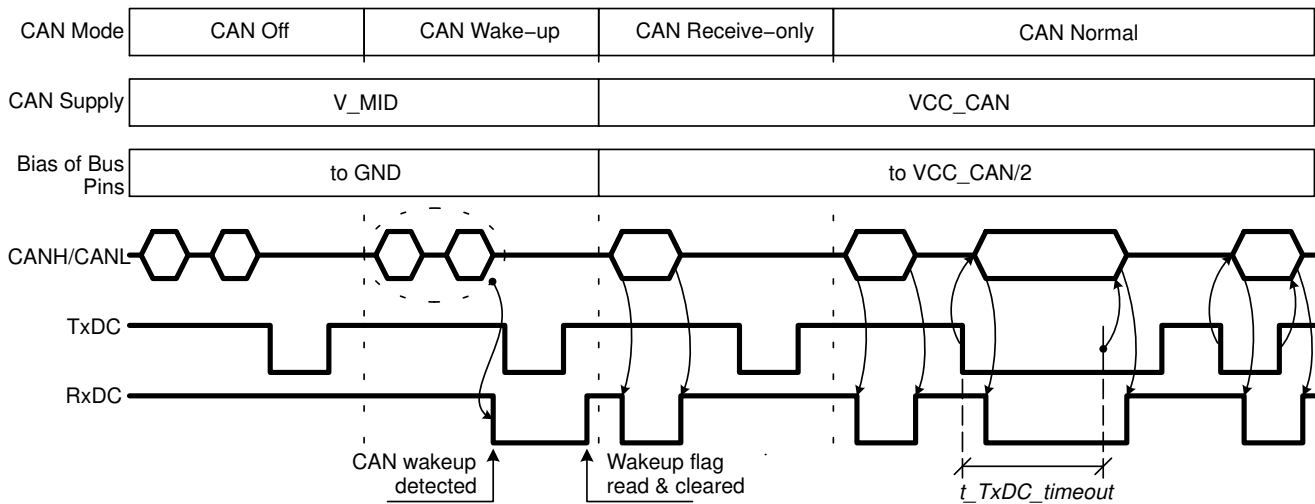 CAN Mode CAN Off CAN Wake−up CAN Receive−only CAN Normal
CAN Supply V_MID VCC_CAN
Bias of Bus
Pins
to GND to VCC_CAN/2
CANH/CANL
TxDC
RxDC
CAN wakeup
detected
Wakeup flag
read & cleared
t_TxDC_timeout